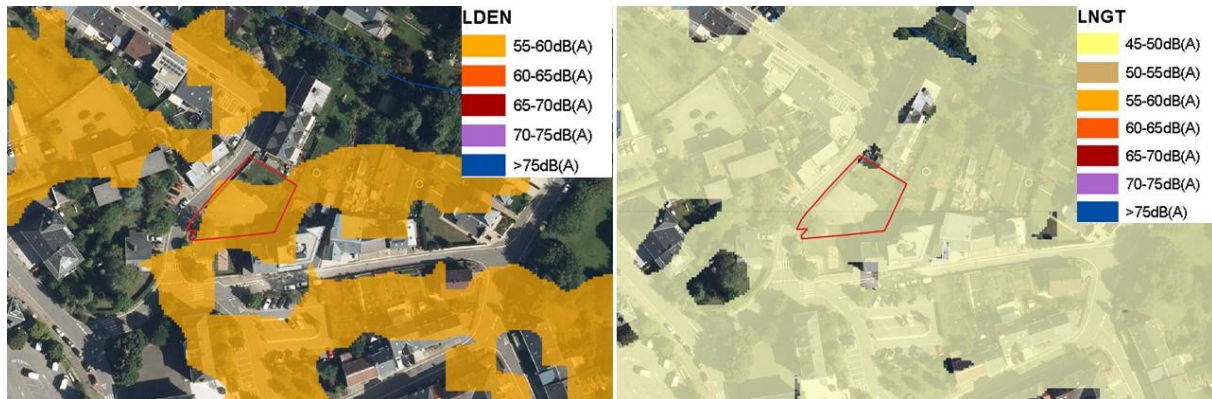 LDEN
55-60dB(A)
60-65dB(A)
65-70dB(A)
70-75dB(A)
>75dB(A)
LNGT
45-50dB(A)
50-55dB(A)
55-60dB(A)
60-65dB(A)
65-70dB(A)
70-75dB(A)
>75dB(A)